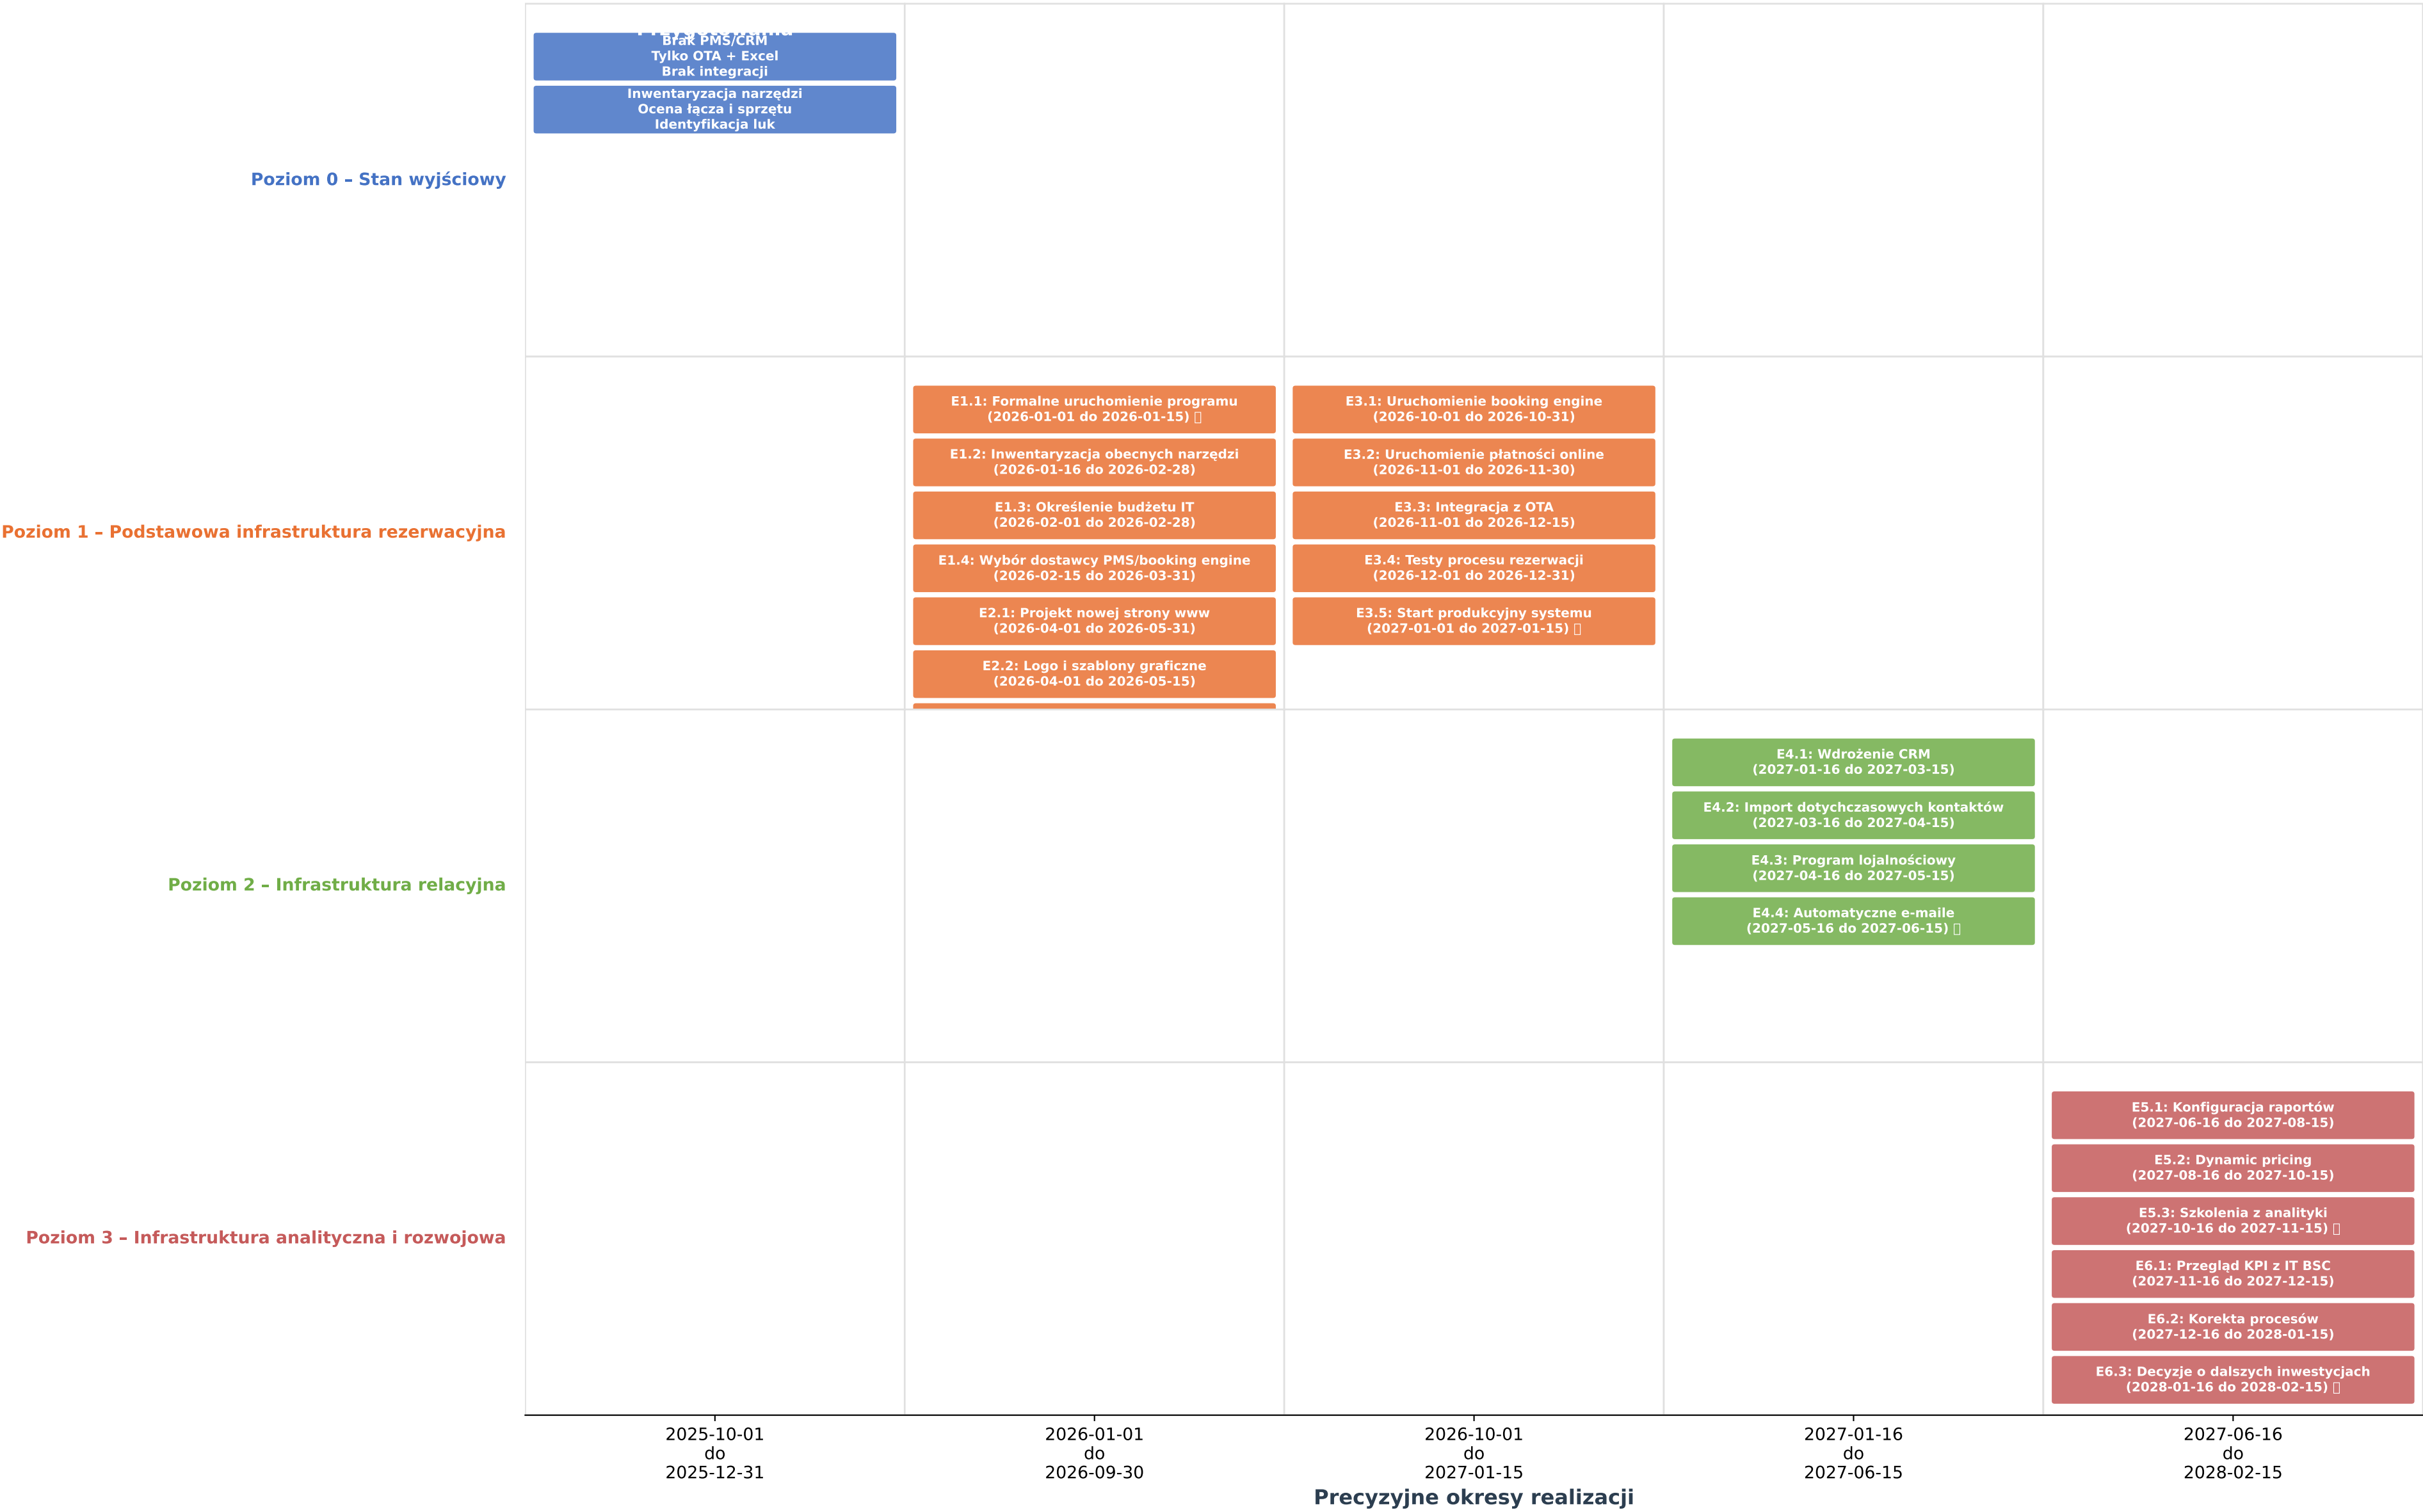 Brak PMS/CRM
Tylko OTA + Excel
Brak integracji
Inwentaryzacja narzędzi
Ocena łącza i sprzętu
Identyfikacja luk
Poziom 0 – Stan wyjściowy
E1.1: Formalne uruchomienie programu
(2026-01-01 do 2026-01-15)
E1.2: Inwentaryzacja obecnych narzędzi
(2026-01-16 do 2026-02-28)
E1.3: Określenie budżetu IT
(2026-02-01 do 2026-02-28)
E1.4: Wybór dostawcy PMS/booking engine
(2026-02-15 do 2026-03-31)
E2.1: Projekt nowej strony www
(2026-04-01 do 2026-05-31)
E2.2: Logo i szablony graficzne
(2026-04-01 do 2026-05-15)
E3.1: Uruchomienie booking engine
(2026-10-01 do 2026-10-31)
E3.2: Uruchomienie płatności online
(2026-11-01 do 2026-11-30)
E3.3: Integracja z OTA
(2026-11-01 do 2026-12-15)
E3.4: Testy procesu rezerwacji
(2026-12-01 do 2026-12-31)
E3.5: Start produkcyjny systemu
(2027-01-01 do 2027-01-15)
Poziom 1 – Podstawowa infrastruktura rezerwacyjna
E4.1: Wdrożenie CRM
(2027-01-16 do 2027-03-15)
E4.2: Import dotychczasowych kontaktów
(2027-03-16 do 2027-04-15)
E4.3: Program lojalnościowy
(2027-04-16 do 2027-05-15)
E4.4: Automatyczne e-maile
(2027-05-16 do 2027-06-15)
Poziom 2 – Infrastruktura relacyjna
E5.1: Konfiguracja raportów
(2027-06-16 do 2027-08-15)
E5.2: Dynamic pricing
(2027-08-16 do 2027-10-15)
E5.3: Szkolenia z analityki
(2027-10-16 do 2027-11-15)
E6.1: Przegląd KPI z IT BSC
(2027-11-16 do 2027-12-15)
E6.2: Korekta procesów
(2027-12-16 do 2028-01-15)
E6.3: Decyzje o dalszych inwestycjach
(2028-01-16 do 2028-02-15)
Poziom 3 – Infrastruktura analityczna i rozwojowa
2025-10-01
do
2025-12-31
2026-01-01
do
2026-09-30
2026-10-01
do
2027-01-15
2027-01-16
do
2027-06-15
2027-06-16
do
2028-02-15
Precyzyjne okresy realizacji